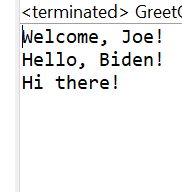 <terminated> Greet
Welcome, Joe!
Hello, Biden!
Hi there!